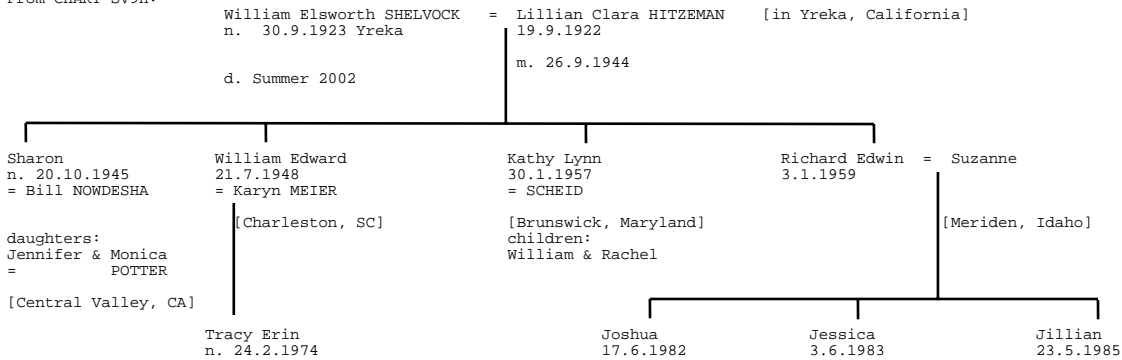 From CHART SV9H:
William Elsworth SHELVOCK = Lillian Clara HITZEMAN [in Yreka, California]
n. 30.9.1923 Yreka 19.9.1922
m. 26.9.1944
d. Summer 2002
Sharon William Edward Kathy Lynn Richard Edwin = Suzanne
n. 20.10.1945 21.7.1948 30.1.1957 3.1.1959
= Bill NOWDESHA = Karyn MEIER = SCHEID
[Charleston, SC] [Brunswick, Maryland] [Meriden, Idaho]
daughters: children:
Jennifer & Monica William & Rachel
= POTTER
[Central Valley, CA]
Tracy Erin Joshua Jessica Jillian
n. 24.2.1974 17.6.1982 3.6.1983 23.5.1985